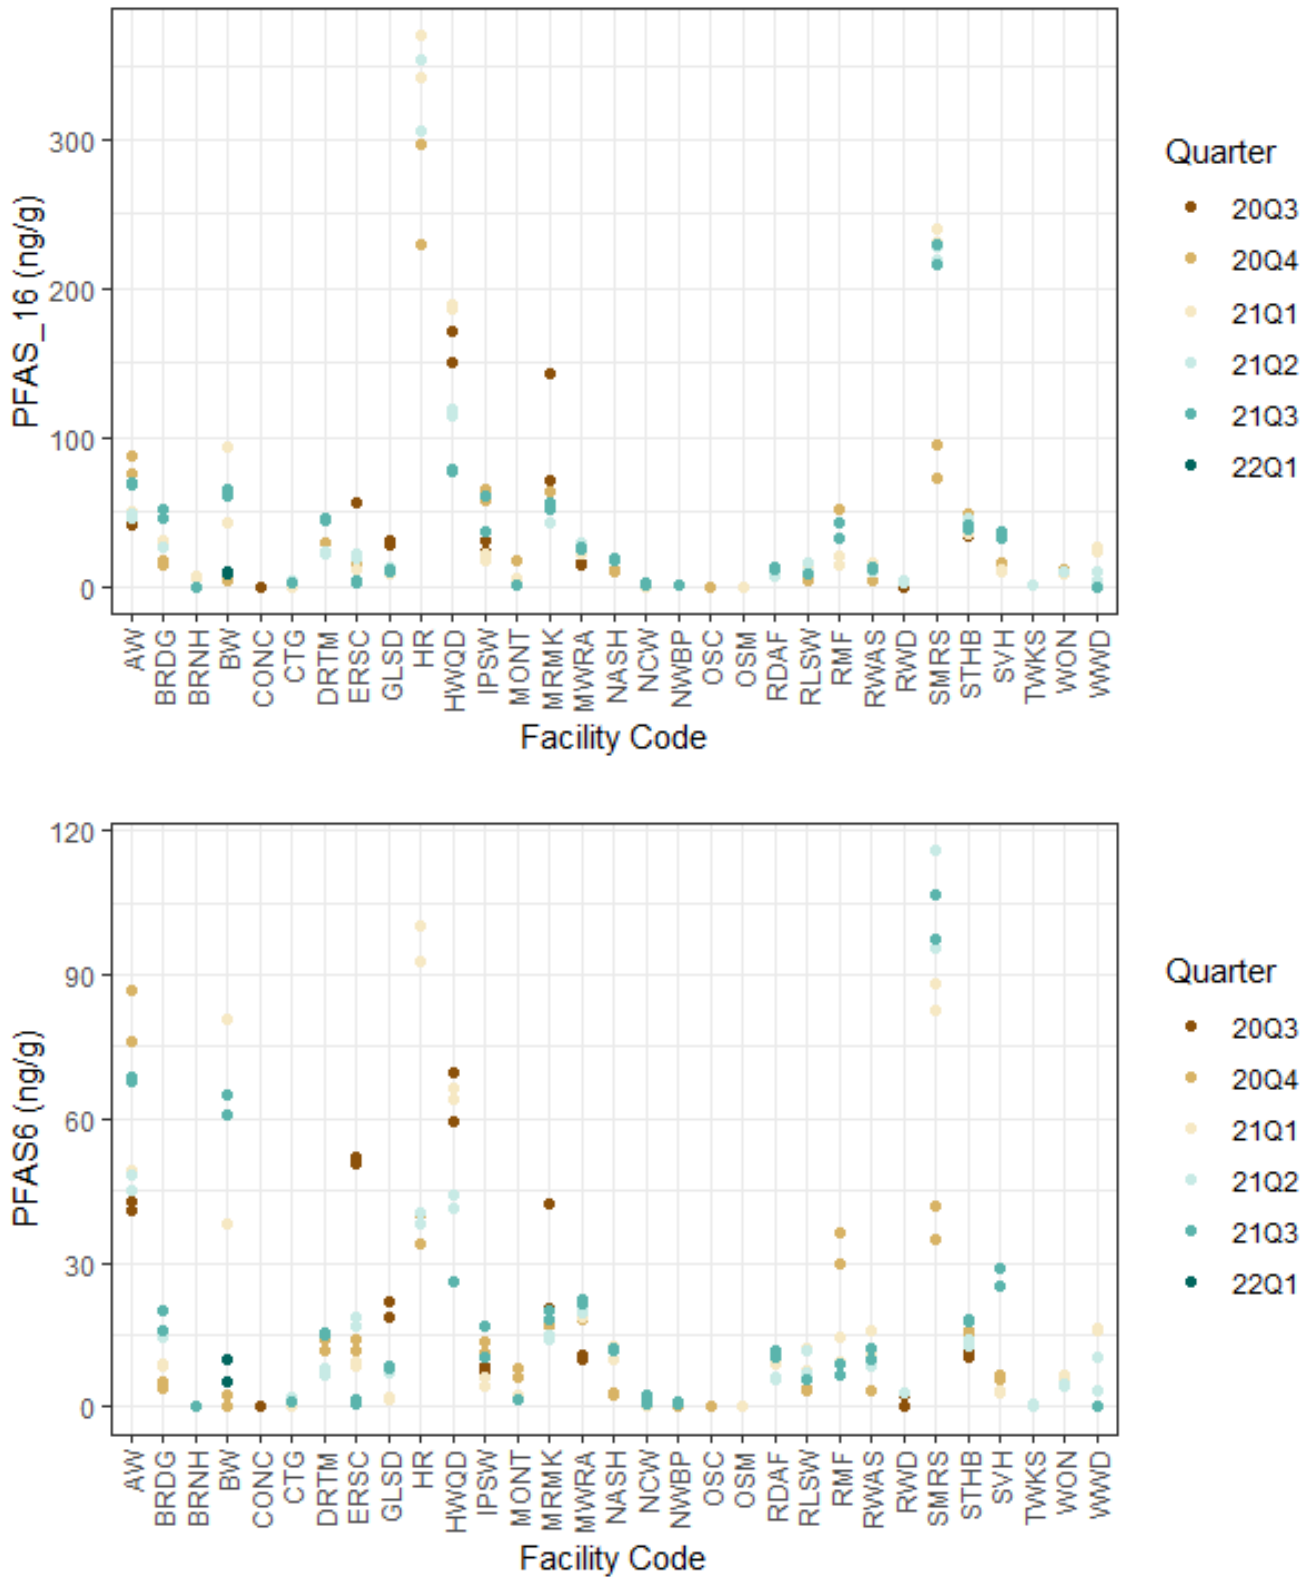 PFAS_16 (ng/g)
300
200
100
0
AW BRDG BRNH BW CONC CTG DRTM ERSC GLSD HR HWQD IPSW MONT MRMK MWRA NASH NCW NWBP OSC OSM RDAF RLSW RMF RWAS RWD SMRS STHB SVH TWKS WON WWD
Facility Code
Quarter
20Q3
20Q4
21Q1
21Q2
21Q3
22Q1
PFAS6 (ng/g)
120
90
60
30
0
AW BRDG BRNH BW CONC CTG DRTM ERSC GLSD HR HWQD IPSW MONT MRMK MWRA NASH NCW NWBP OSC OSM RDAF RLSW RMF RWAS RWD SMRS STHB SVH TWKS WON WWD
Facility Code
Quarter
20Q3
20Q4
21Q1
21Q2
21Q3
22Q1